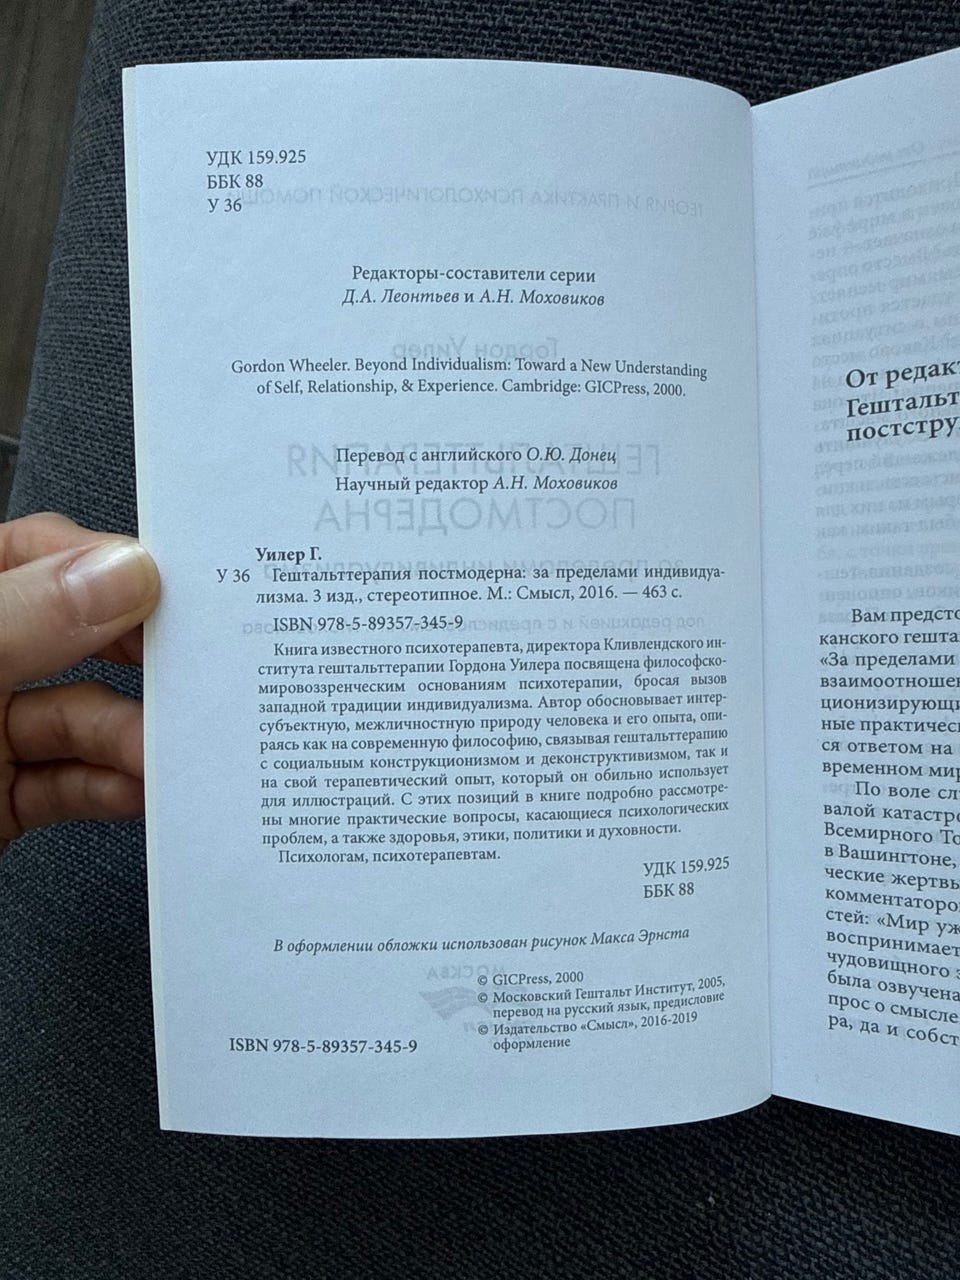 УДК 159.925
ББК 88
У 36
Редакторы-составители серии
Д.А. Леонтьев и А.Н. Моховиков
Gordon Wheeler. Beyond Individualism: Toward a New Understanding
of Self, Relationship, & Experience. Cambridge: GICPress, 2000.
Перевод с английского О.Ю. Донец
Научный редактор А.Н. Моховиков
Уилер Г.
У 36 Гештальттерапия постмодерна: за пределами индивидуа-
лизма. 3 изд., стереотипное. М.: Смысл, 2016. — 463 с.
ISBN 978-5-89357-345-9
Книга известного психотерапевта, директора Кливлендского ин-
ститута гештальттерапии Гордона Уилера посвящена философско-
мировоззренческим основаниям психотерапии, бросая вызов
западной традиции индивидуализма. Автор обосновывает интер-
субъектную, межличностную природу человека и его опыта, опи-
раясь как на современную философию, связывая гештальттерапию
с социальным конструкционизмом и деконструктивизмом, так и
на свой терапевтический опыт, который он обильно использует
для иллюстраций. С этих позиций в книге подробно рассмотре-
ны многие практические вопросы, касающиеся психологических
проблем, а также здоровья, этики, политики и духовности.
Психологам, психотерапевтам.
УДК 159.925
ББК 88
В оформлении обложки использован рисунок Макса Эрнста
© GICPress, 2000
© Московский Гештальт Институт, 2005,
перевод на русский язык, предисловие
© Издательство «Смысл», 2016-2019
оформление
ISBN 978-5-89357-345-9
От редак
Гештальт
постстру
Вам предсто
канского гешта
«За пределами
взаимоотношен
ционизирующи
ные практическ
ся ответом на
временном мир
По воле слу
валой катастро
Всемирного То
в Вашингтоне,
ческие жертвы
комментаторо
стей: «Мир уж
воспринимает
чудовищного з
была озвучена
прос о смысле
ра, да и собст